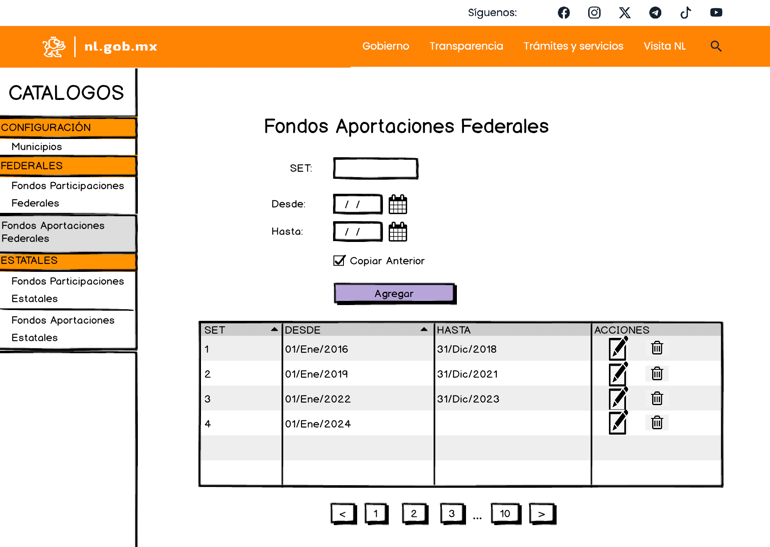 Síguenos:
nl.gob.mx
Gobierno Transparencia Trámites y servicios Visita NL
CATALOGOS
CONFIGURACIÓN
Municipios
FEDERALES
Fondos Participaciones
Federales
Fondos Aportaciones
Federales
ESTATALES
Fondos Participaciones
Estatales
Fondos Aportaciones
Estatales
Fondos Aportaciones Federales
SET:
Desde: / /
Hasta: / /
Copiar Anterior
Agregar
SET DESDE HASTA ACCIONES
1 01/Ene/2016 31/Dic/2018
2 01/Ene/2019 31/Dic/2021
3 01/Ene/2022 31/Dic/2023
4 01/Ene/2024
< 1 2 3 ... 10 >